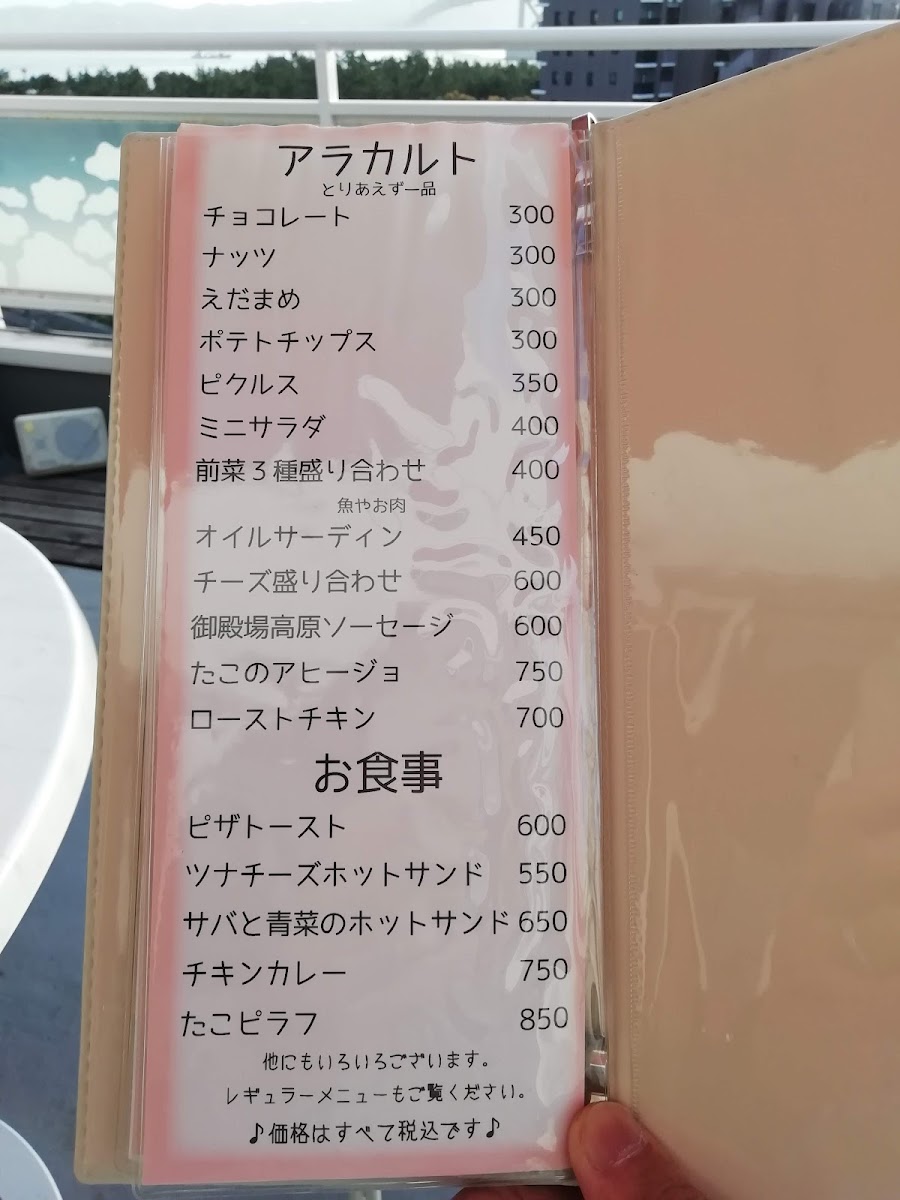 アラカルト
とりあえず一品
チョコレート 300
ナッツ 300
えだまめ 300
ポテトチップス 300
ピクルス 350
ミニサラダ 400
前菜3種盛り合わせ 400
魚やお肉
オイルサーディン 450
チーズ盛り合わせ 600
御殿場高原ソーセージ 600
たこのアヒージョ 750
ローストチキン 700
お食事
ピザトースト 600
ツナチーズホットサンド 550
サバと青菜のホットサンド 650
チキンカレー 750
たこピラフ 850
他にもいろいろございます。
レギュラーメニューもご覧ください。
♪価格はすべて税込です♪